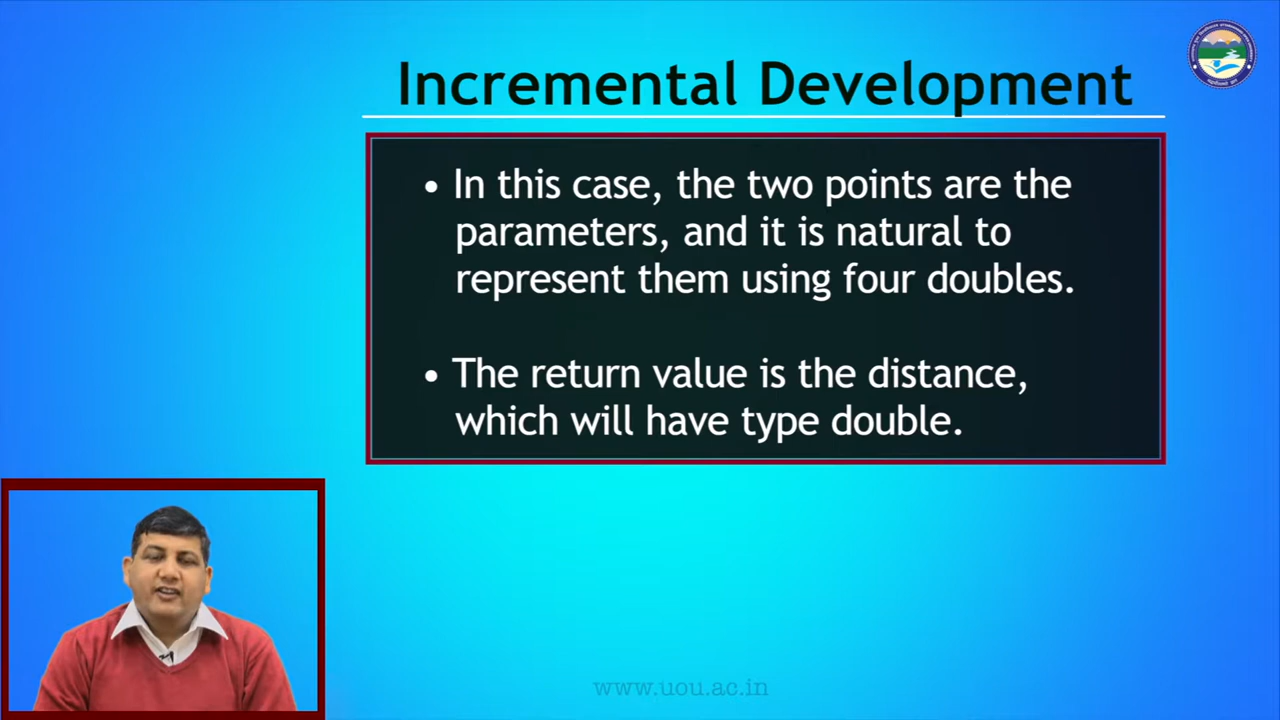 Incremental Development
• In this case, the two points are the
parameters, and it is natural to
represent them using four doubles.
• The return value is the distance,
which will have type double.
www.uou.ac.in